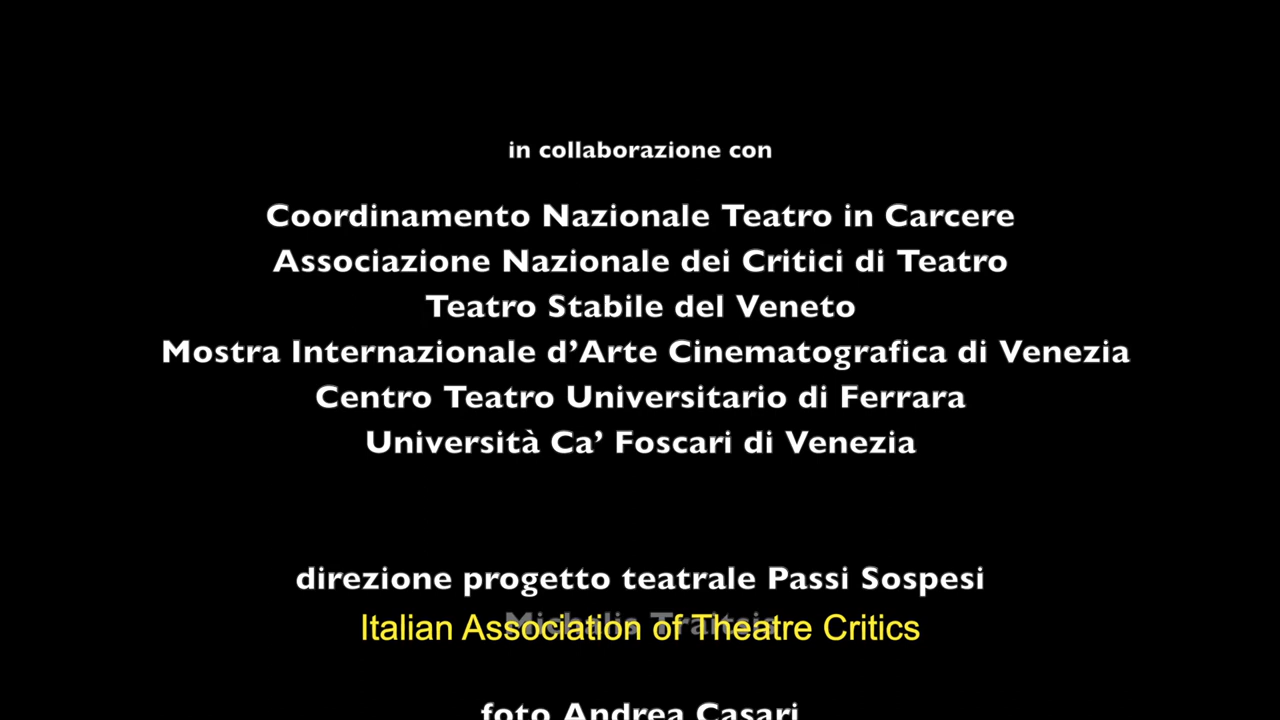 in collaborazione con
Coordinamento Nazionale Teatro in Carcere
Associazione Nazionale dei Critici di Teatro
Teatro Stabile del Veneto
Mostra Internazionale d’Arte Cinematografica di Venezia
Centro Teatro Universitario di Ferrara
Università Ca’ Foscari di Venezia
direzione progetto teatrale Passi Sospesi
Michalis Traitsis
Italian Association of Theatre Critics
foto Andrea Casari